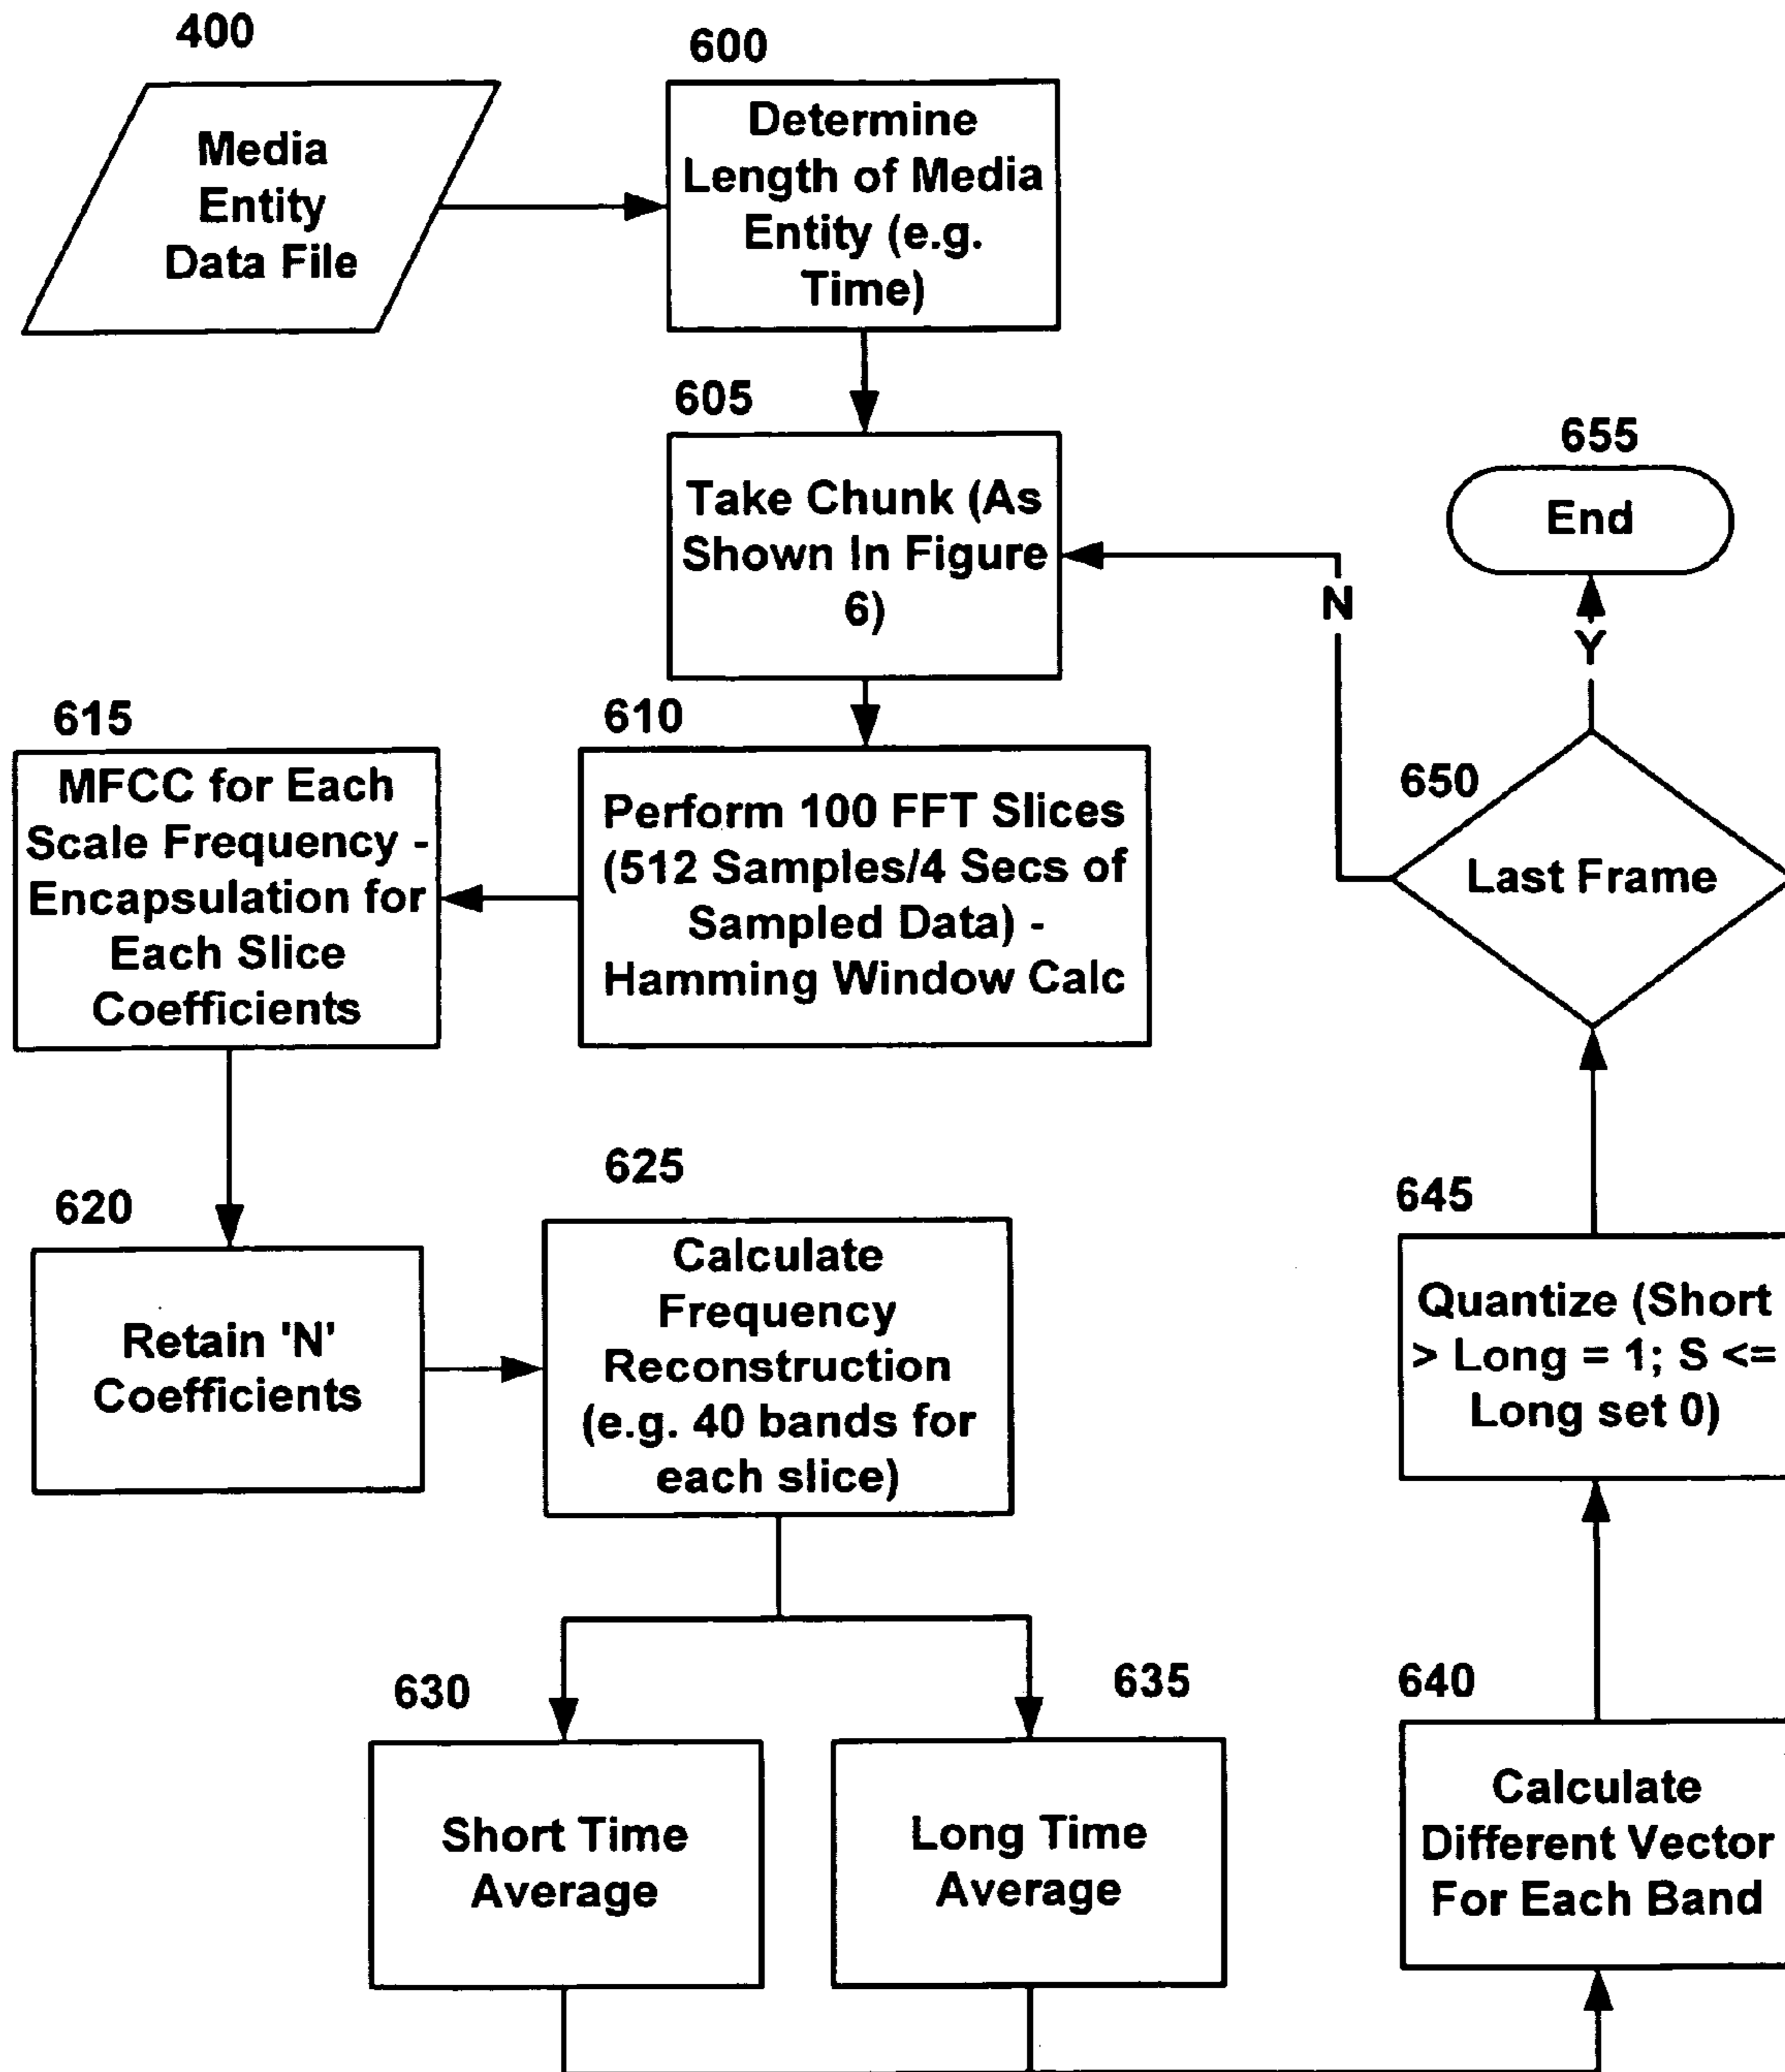 400
Media
Entity
Data File
600
Determine
Length of Media
Entity (e.g.
Time)
605
Take Chunk (As
Shown In Figure
6)
N
655
End
Y
650
Last Frame
610
Perform 100 FFT Slices
(512 Samples/4 Secs of
Sampled Data) -
Hamming Window Calc
615
MFCC for Each
Scale Frequency -
Encapsulation for
Each Slice
Coefficients
620
Retain 'N'
Coefficients
625
Calculate
Frequency
Reconstruction
(e.g. 40 bands for
each slice)
630
Short Time
Average
635
Long Time
Average
640
Calculate
Different Vector
For Each Band
645
Quantize (Short
> Long = 1; S <=
Long set 0)